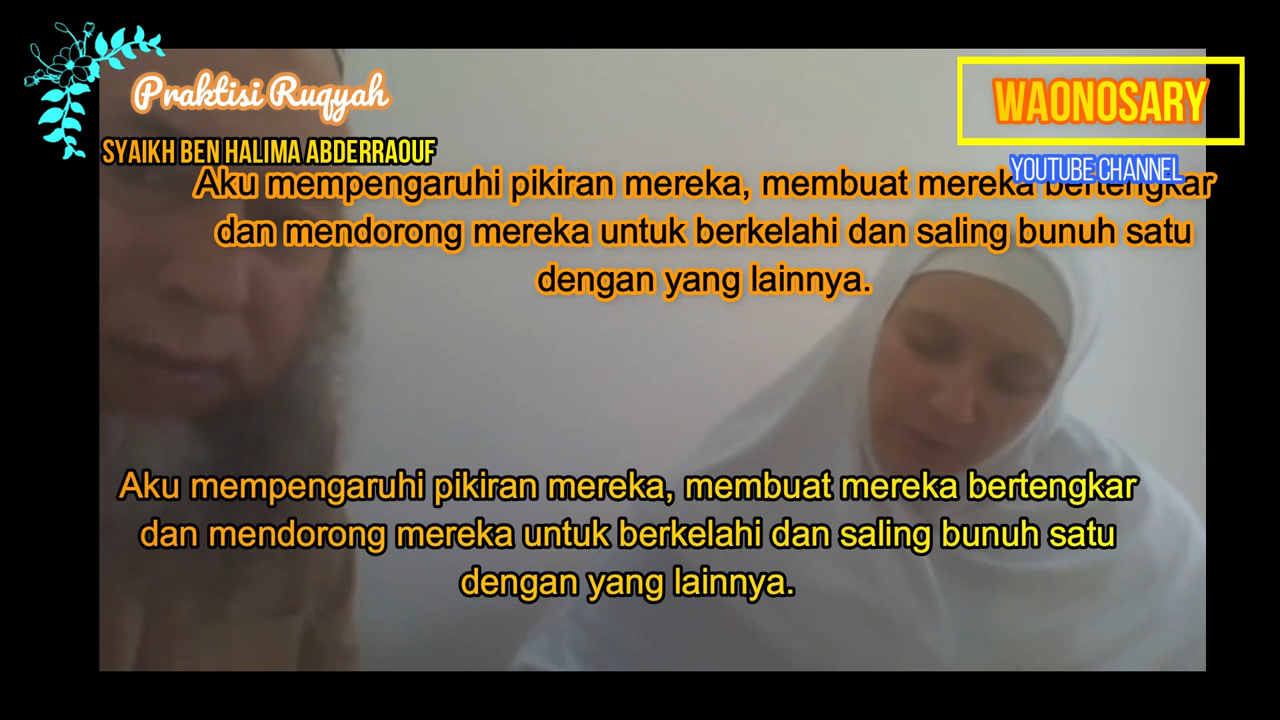 Praktisi Ruqyah
WAONOSARY
SYAIKH BEN HALIMA ABDERRAOUF
YOUTUBE CHANNEL
Aku mempengaruhi pikiran mereka, membuat mereka bertengkar
dan mendorong mereka untuk berkelahi dan saling bunuh satu
dengan yang lainnya.
Aku mempengaruhi pikiran mereka, membuat mereka bertengkar
dan mendorong mereka untuk berkelahi dan saling bunuh satu
dengan yang lainnya.